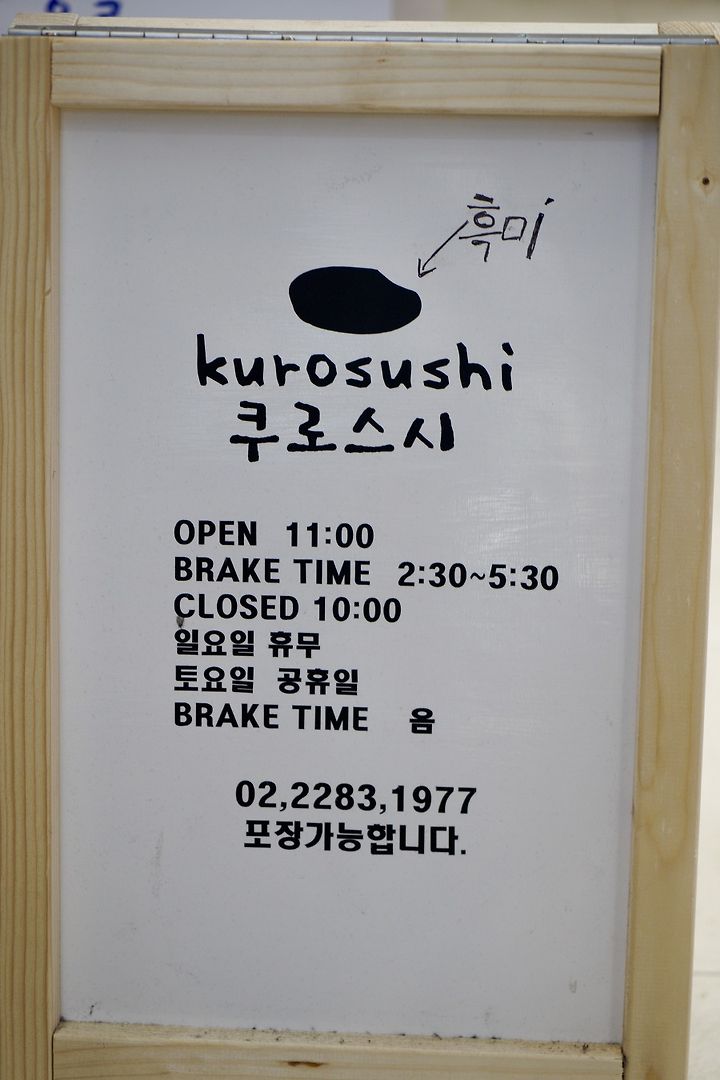 흑미
kurosushi
쿠로스시
OPEN 11:00
BRAKE TIME 2:30~5:30
CLOSED 10:00
일요일 휴무
토요일 공휴일
BRAKE TIME 음
02,2283,1977
포장가능합니다.